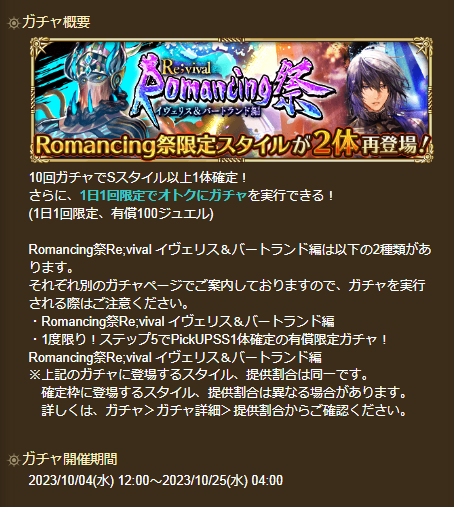 ガチャ概要
Re;vival
Romancing祭
イヴェリス＆バートランド編
Romancing祭限定スタイルが2体再登場！
10回ガチャでSスタイル以上1体確定！
さらに、1日1回限定でオトクにガチャを実行できる！
(1日1回限定、有償100ジュエル)
Romancing祭Re;vival イヴェリス＆バートランド編は以下の2種類があ
ります。
それぞれ別のガチャページでご案内しておりますので、ガチャを実行
される際はご注意ください。
・Romancing祭Re;vival イヴェリス＆バートランド編
・1度限り！ステップ5でPickUPSS1体確定の有償限定ガチャ！
Romancing祭Re;vival イヴェリス＆バートランド編
※上記のガチャに登場するスタイル、提供割合は同一です。
確定枠に登場するスタイル、提供割合は異なる場合があります。
詳しくは、ガチャ＞ガチャ詳細＞提供割合からご確認ください。
ガチャ開催期間
2023/10/04(水) 12:00～2023/10/25(水) 04:00